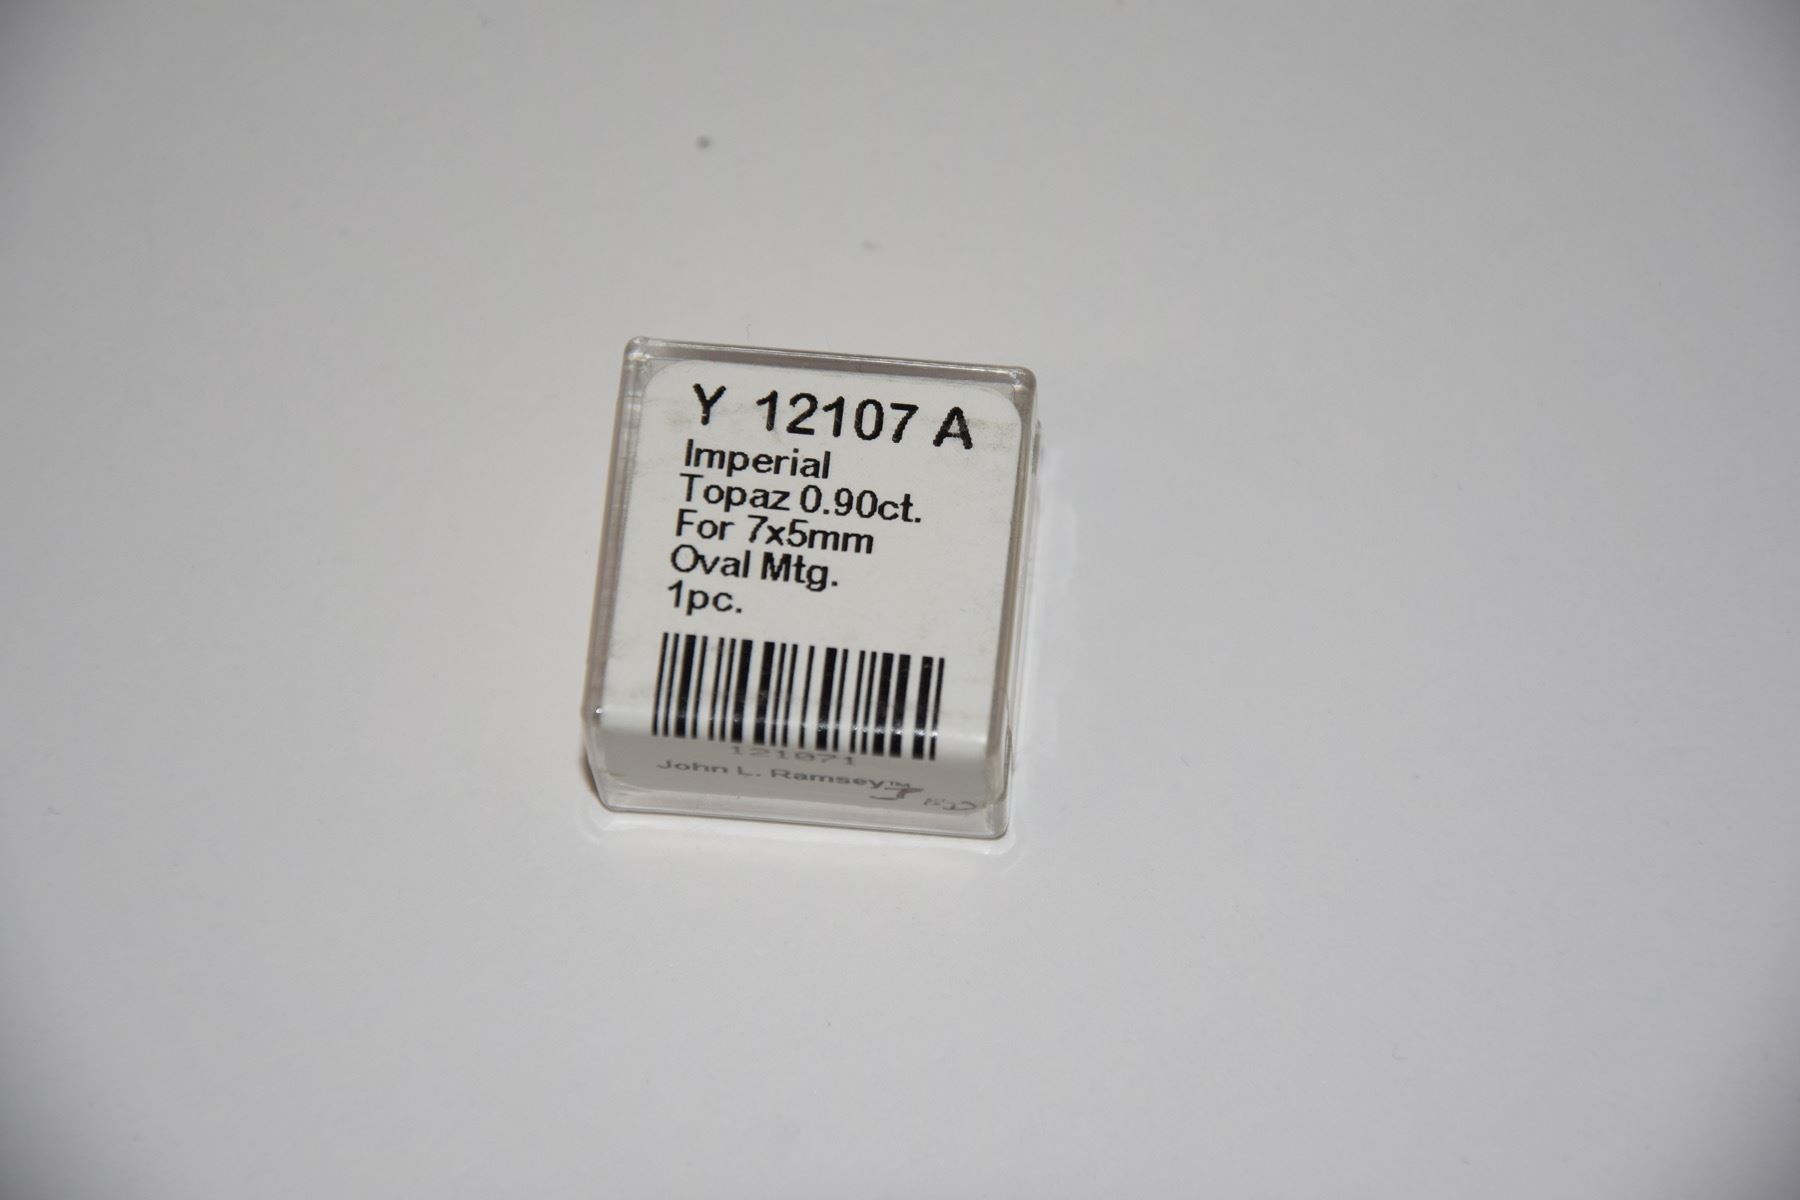 Y 12107 A
Imperial
Topaz 0.90ct.
For 7x5mm
Oval Mtg.
1pc.
121071
John L. Ramsey™